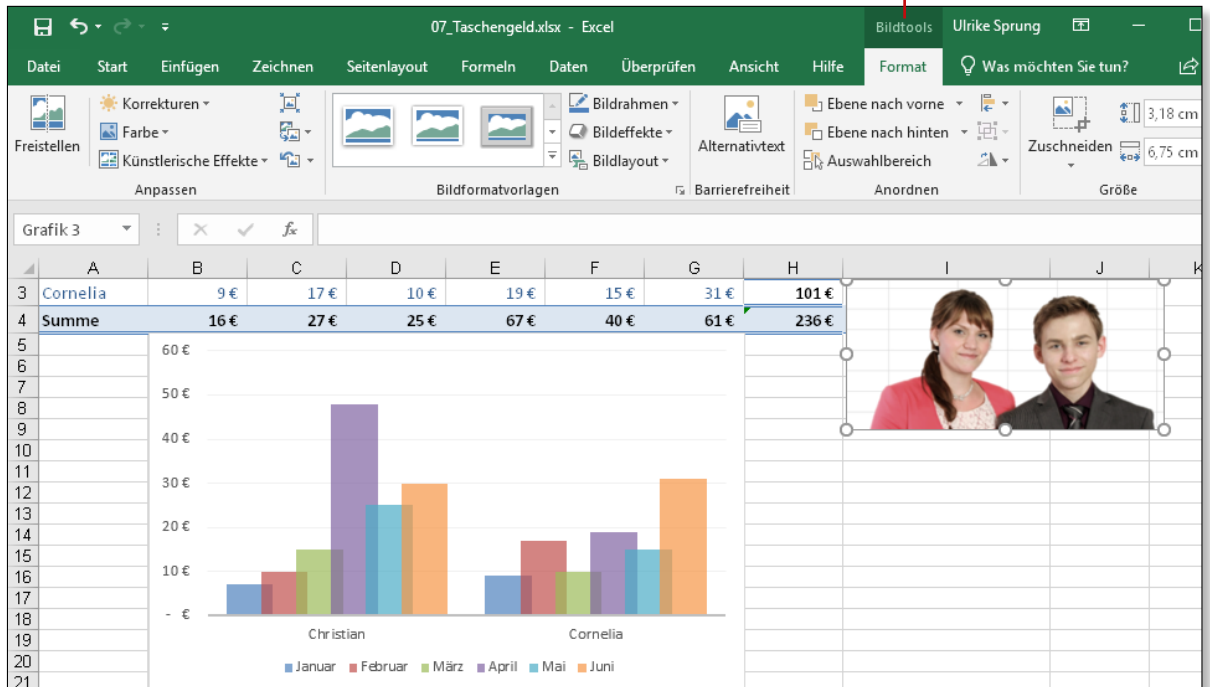 07_Taschengeld.xlsx - Excel Bildtools Ulrike Sprung
Datei Start Einfügen Zeichnen Seitenlayout Formeln Daten Überprüfen Ansicht Hilfe Format Was möchten Sie tun?
Korrekturen Bildrahmen Ebene nach vorne 3,18 cm
Farbe Bildeffekte Ebene nach hinten
Freistellen Alternativtext Zuschneiden 6,75 cm
Künstlerische Effekte Bildlayout Auswahlbereich
Anpassen Bildformatvorlagen Barrierefreiheit Anordnen Größe
Grafik 3 fx
A B C D E F G H I J K
3 Cornelia 9 € 17 € 10 € 19 € 15 € 31 € 101 €
4 Summe 16 € 27 € 25 € 67 € 40 € 61 € 236 €
5 60 €
6
7 50 €
8
9
10 40 €
11
12 30 €
13
14 20 €
15
16 10 €
17
18 - €
19 Christian Cornelia
20 Januar Februar März April Mai Juni
21